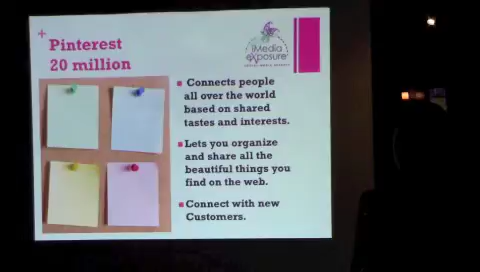 +
Pinterest
20 million
iMedia
eXposure
Connects people
all over the world
based on shared
tastes and interests.
Lets you organize
and share all the
beautiful things you
find on the web.
Connect with new
Customers.